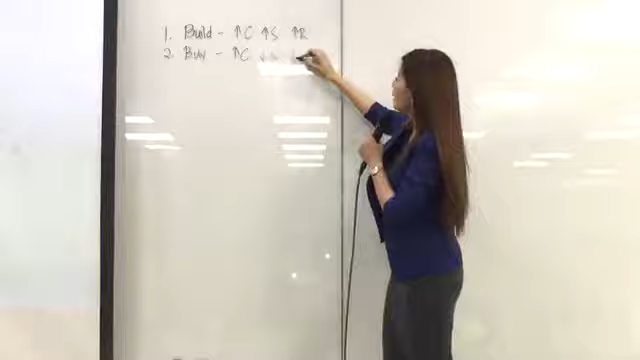 1. Build - ↑C ↑S ↑R
2. Buy - ↑C ↓S